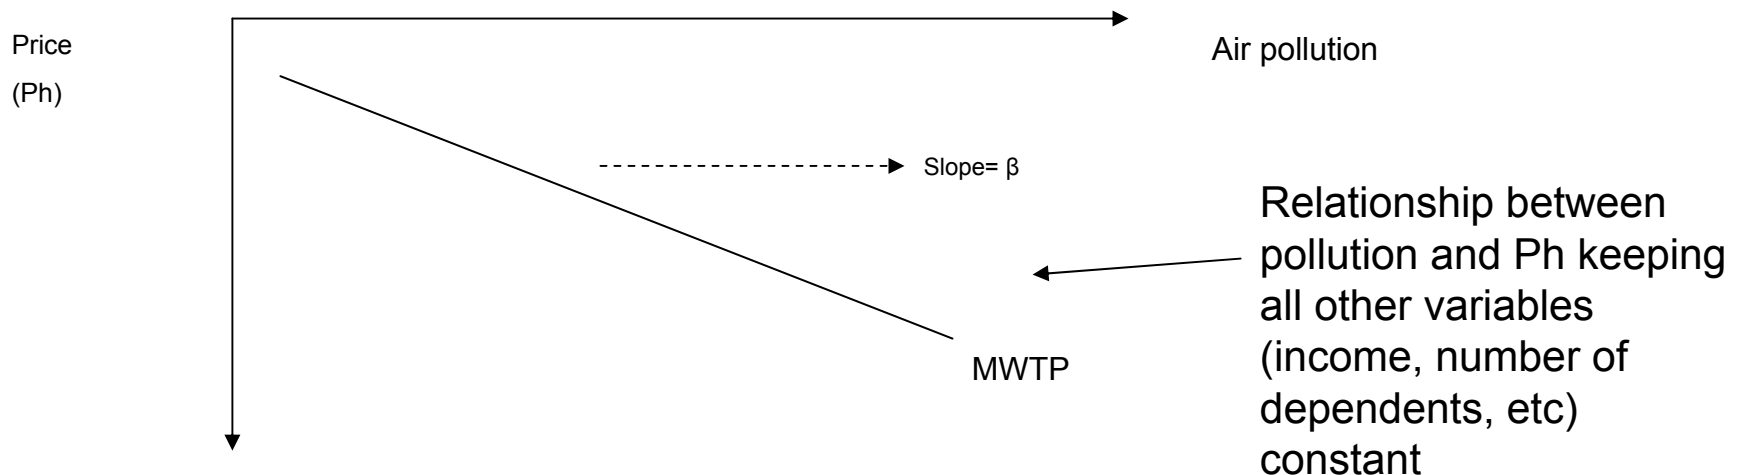 Price
(Ph)
Air pollution
Slope= β
Relationship between
pollution and Ph keeping
all other variables
(income, number of
dependents, etc)
constant
MWTP